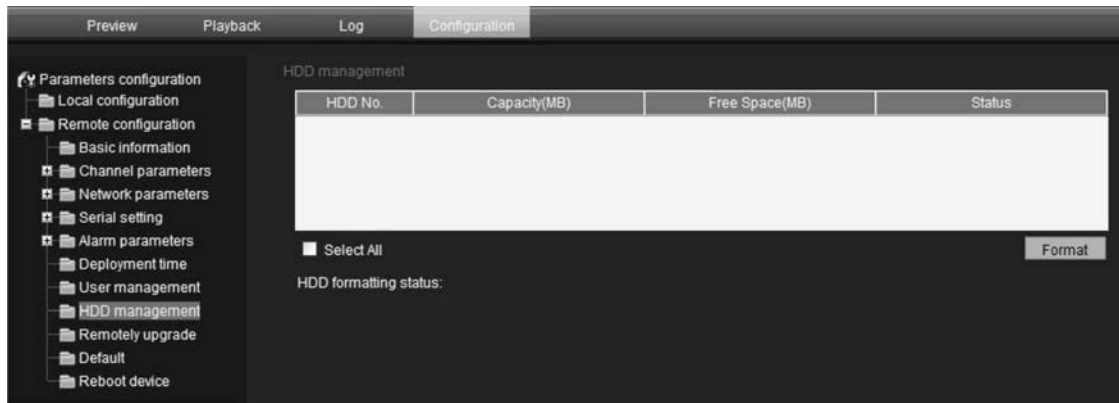 Preview Playback Log Configuration
Parameters configuration
Local configuration
Remote configuration
Basic information
Channel parameters
Network parameters
Serial setting
Alarm parameters
Deployment time
User management
HDD management
Remotely upgrade
Default
Reboot device
HDD management
HDD No. Capacity(MB) Free Space(MB) Status
Select All
Format
HDD formatting status: